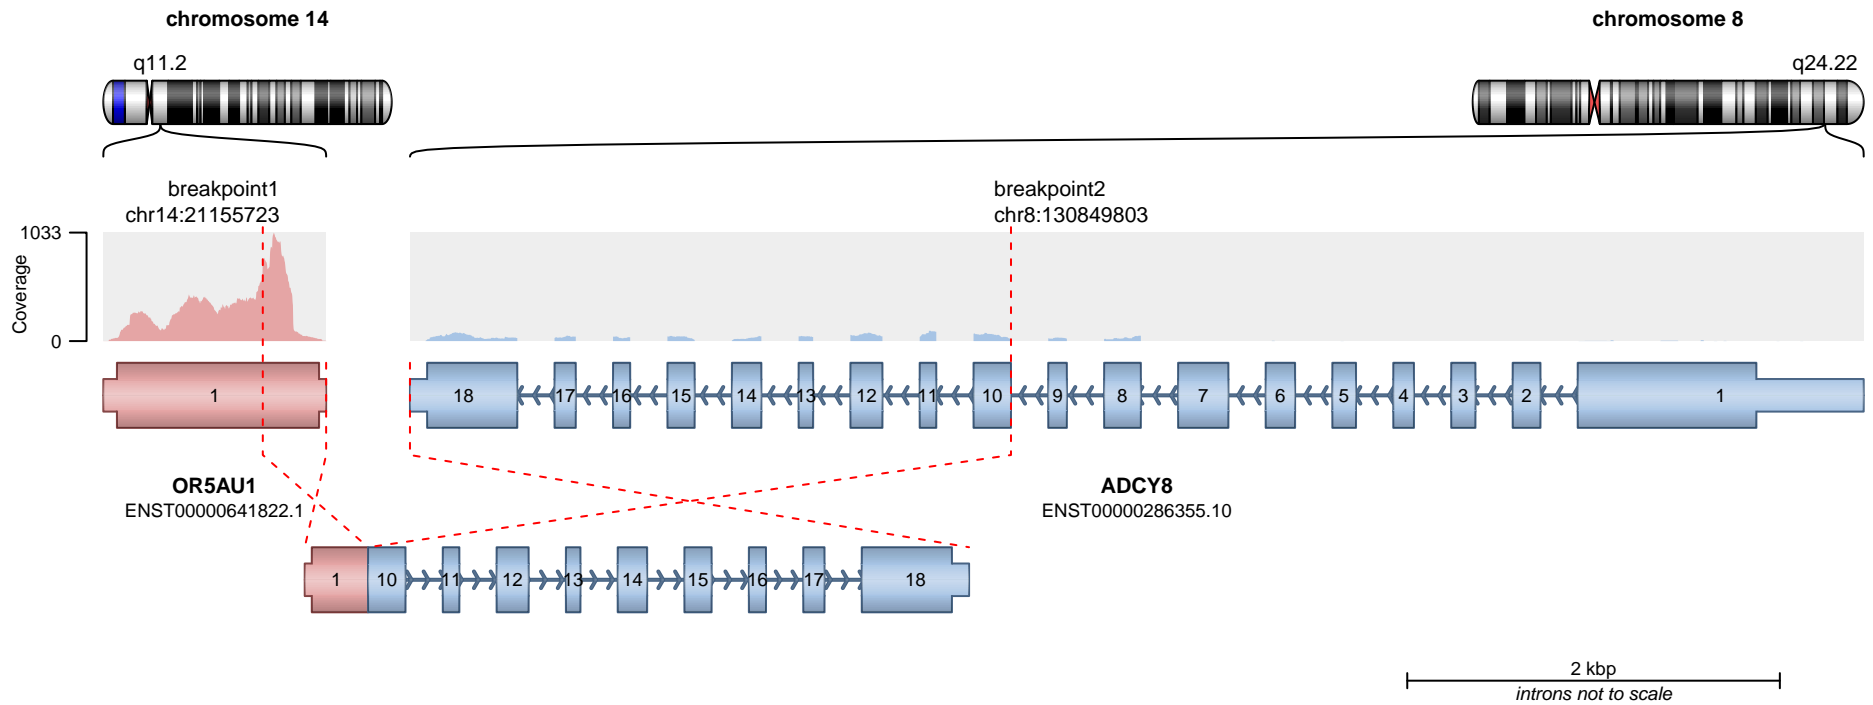 chromosome 14
chromosome 8
q11.2
q24.22
breakpoint1
chr14:21155723
breakpoint2
chr8:130849803
1033
Coverage
0
1
18 17 16 15 14 13 12 11 10 9 8 7 6 5 4 3 2 1
OR5AU1
ENST00000641822.1
ADCY8
ENST00000286355.10
1 10 11 12 13 14 15 16 17 18
2 kbp
introns not to scale